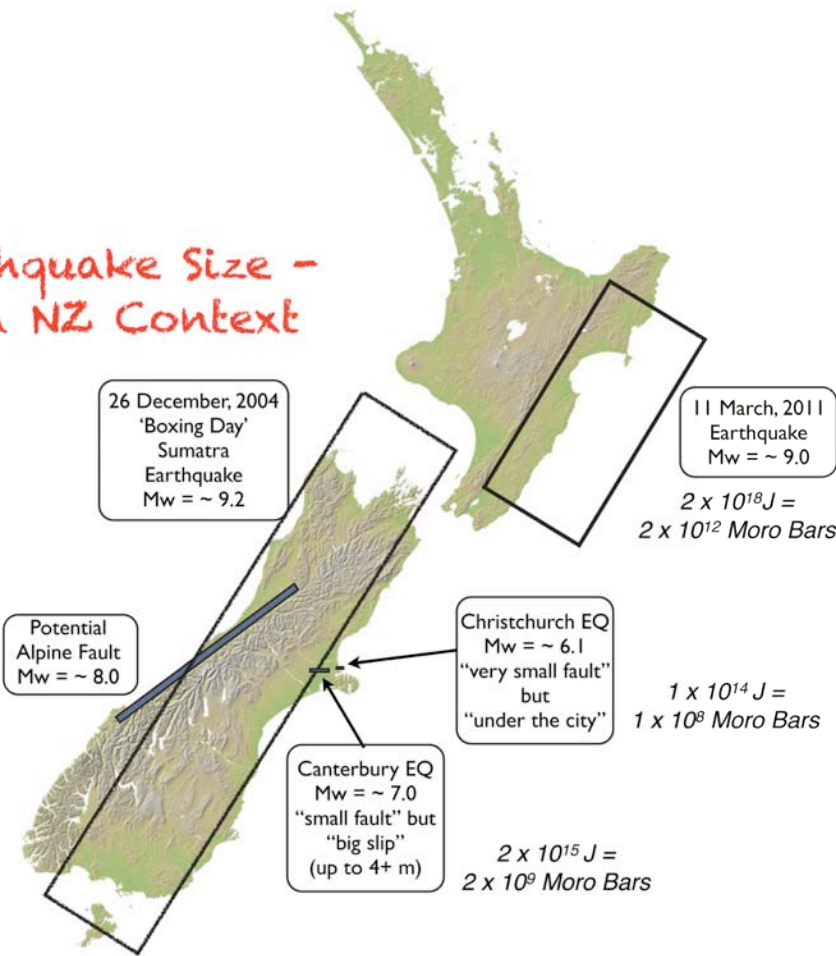 hquake Size -
NZ Context
26 December, 2004
'Boxing Day'
Sumatra
Earthquake
Mw = ~ 9.2
11 March, 2011
Earthquake
Mw = ~ 9.0
2 x 10¹⁸J =
2 x 10¹² Moro Bars
Potential
Alpine Fault
Mw = ~ 8.0
Christchurch EQ
Mw = ~ 6.1
"very small fault"
but
"under the city"
1 x 10¹⁴ J =
1 x 10⁸ Moro Bars
Canterbury EQ
Mw = ~ 7.0
"small fault" but
"big slip"
(up to 4+ m)
2 x 10¹⁵ J =
2 x 10⁹ Moro Bars